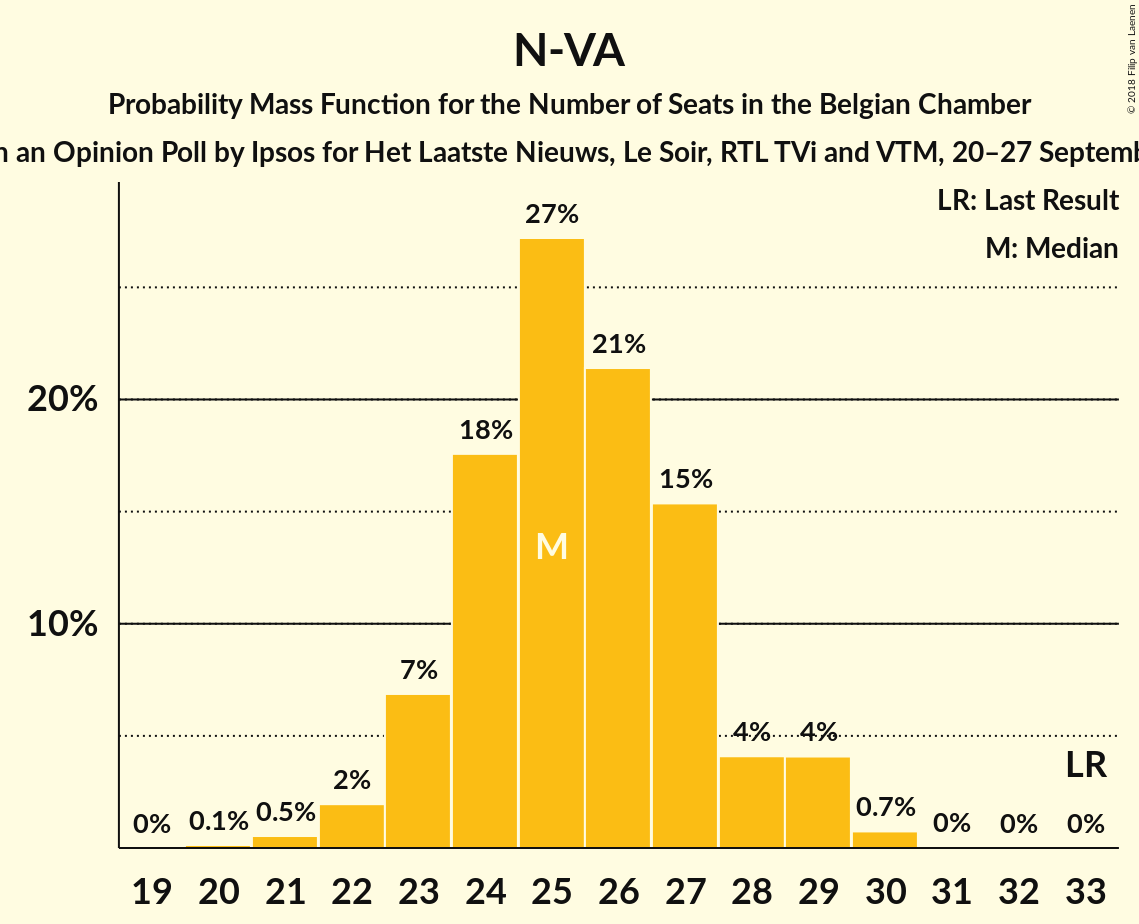 N-VA
Probability Mass Function for the Number of Seats in the Belgian Chamber
an Opinion Poll by Ipsos for Het Laatste Nieuws, Le Soir, RTL TVi and VTM, 20–27
© 2018 Filip van Laenen
LR: Last Result
M: Median
27%
21%
20%
18%
15%
M
10%
7%
4% 4%
LR
2%
0% 0.1% 0.5% 0.7% 0% 0% 0%
19 20 21 22 23 24 25 26 27 28 29 30 31 32 33